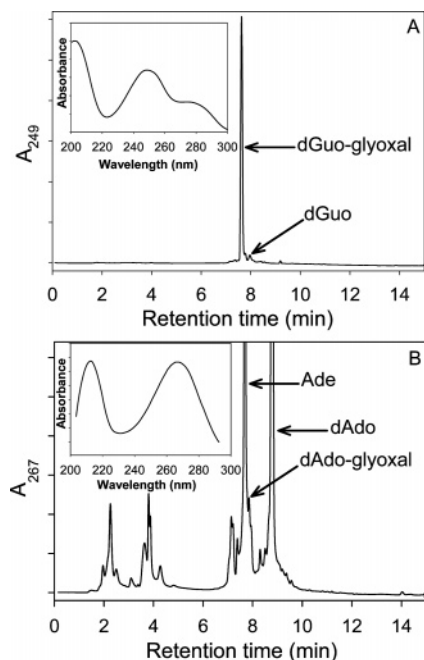 A
A249
Absorbance
200 220 240 260 280 300
Wavelength (nm)
dGuo-glyoxal
dGuo
0 2 4 6 8 10 12 14
Retention time (min)
B
A267
Absorbance
200 220 240 260 280 300
Wavelength (nm)
Ade
dAdo
dAdo-glyoxal
0 2 4 6 8 10 12 14
Retention time (min)